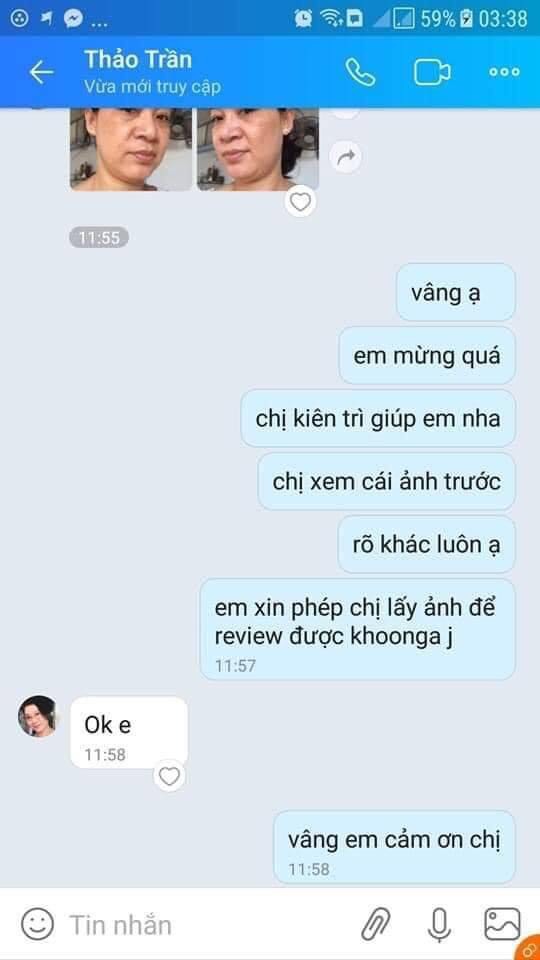 ... 59% 03:38
Thảo Trần
Vừa mới truy cập
11:55
vâng ạ
em mừng quá
chị kiên trì giúp em nha
chị xem cái ảnh trước
rõ khác luôn ạ
em xin phép chị lấy ảnh để
review được khoonga j
11:57
Ok e
11:58
vâng em cảm ơn chị
11:58
Tin nhắn